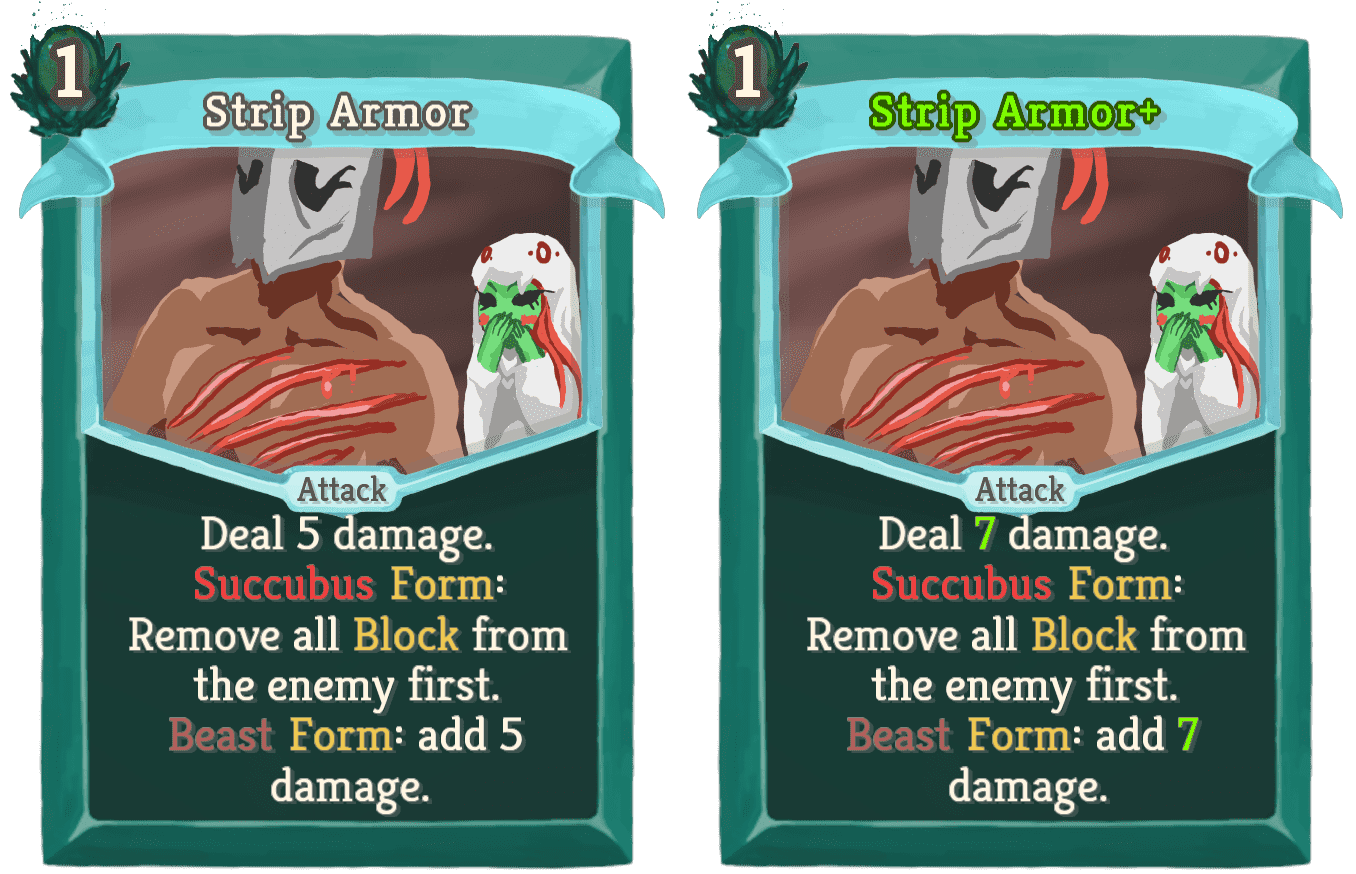 1
Strip Armor
Attack
Deal 5 damage.
Succubus Form:
Remove all Block from
the enemy first.
Beast Form: add 5
damage.
1
Strip Armor+
Attack
Deal 7 damage.
Succubus Form:
Remove all Block from
the enemy first.
Beast Form: add 7
damage.